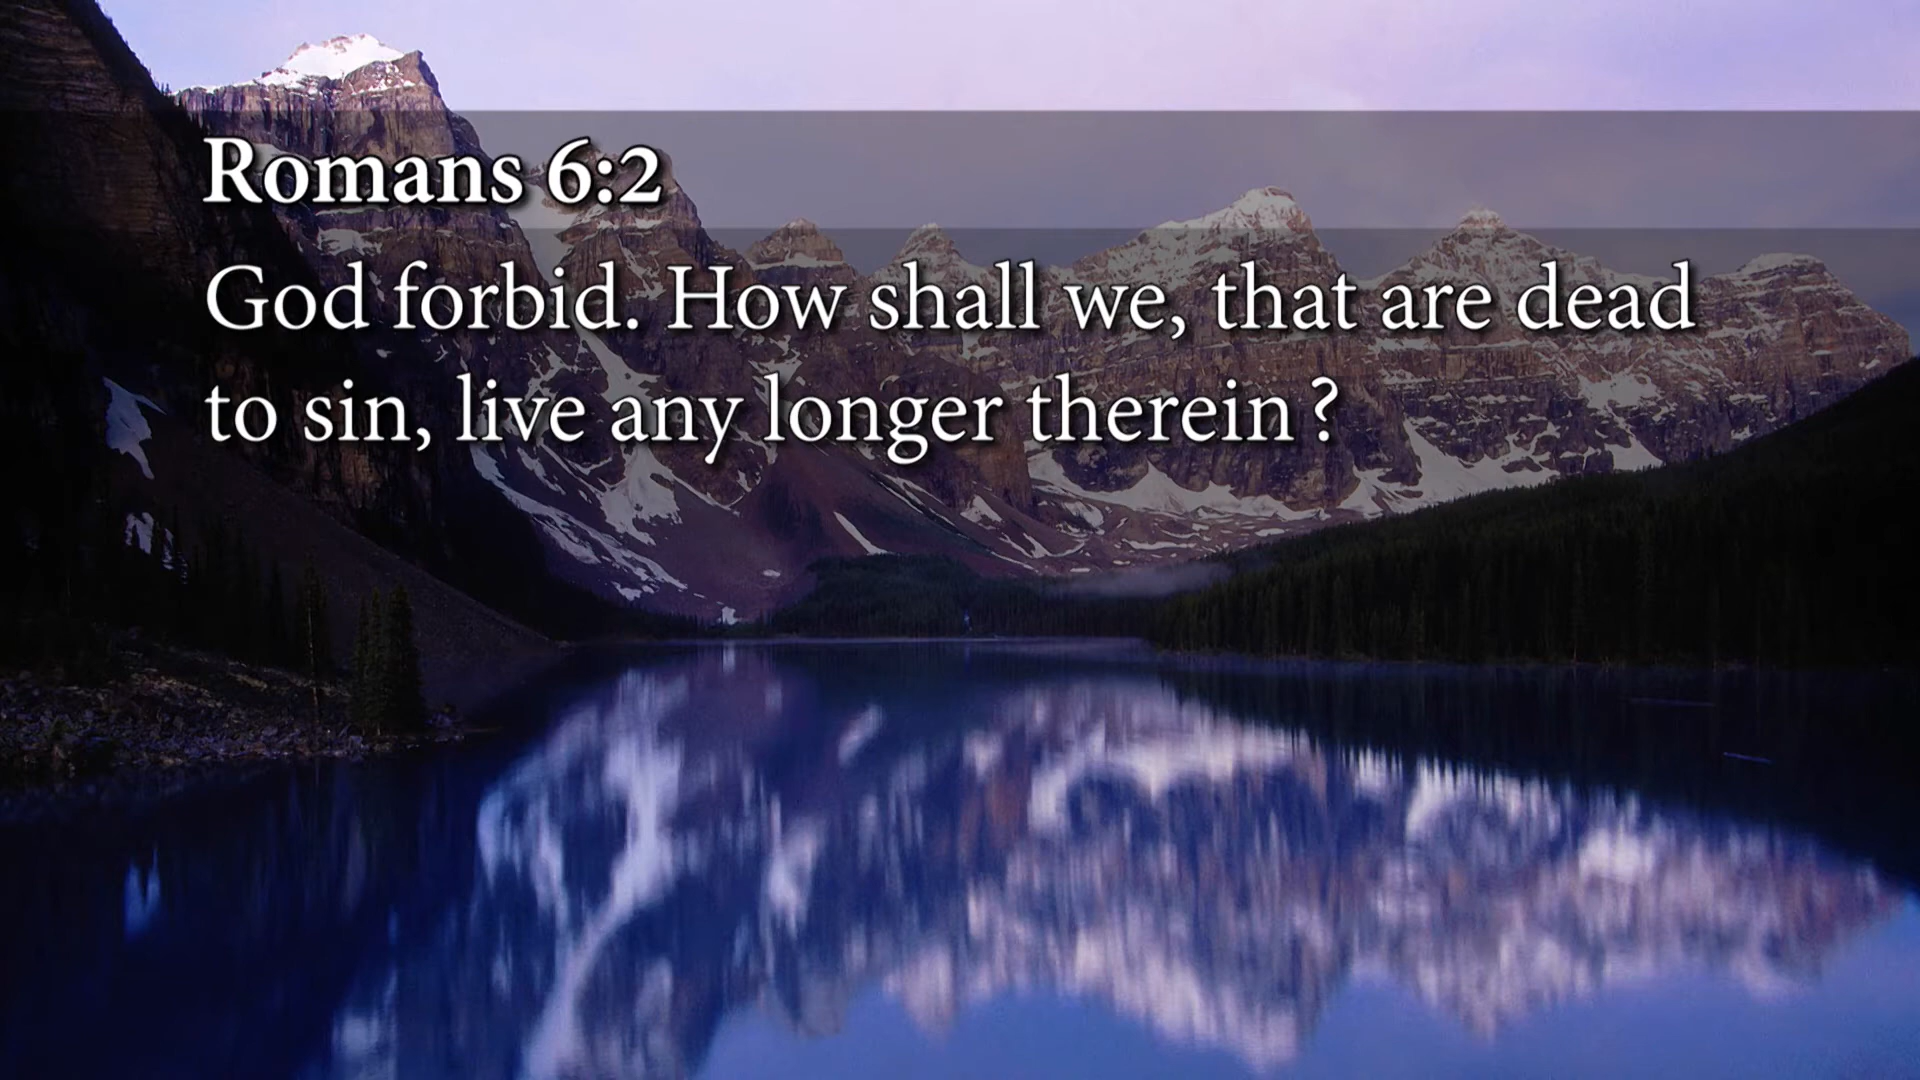 Romans 6:2
God forbid. How shall we, that are dead
to sin, live any longer therein ?